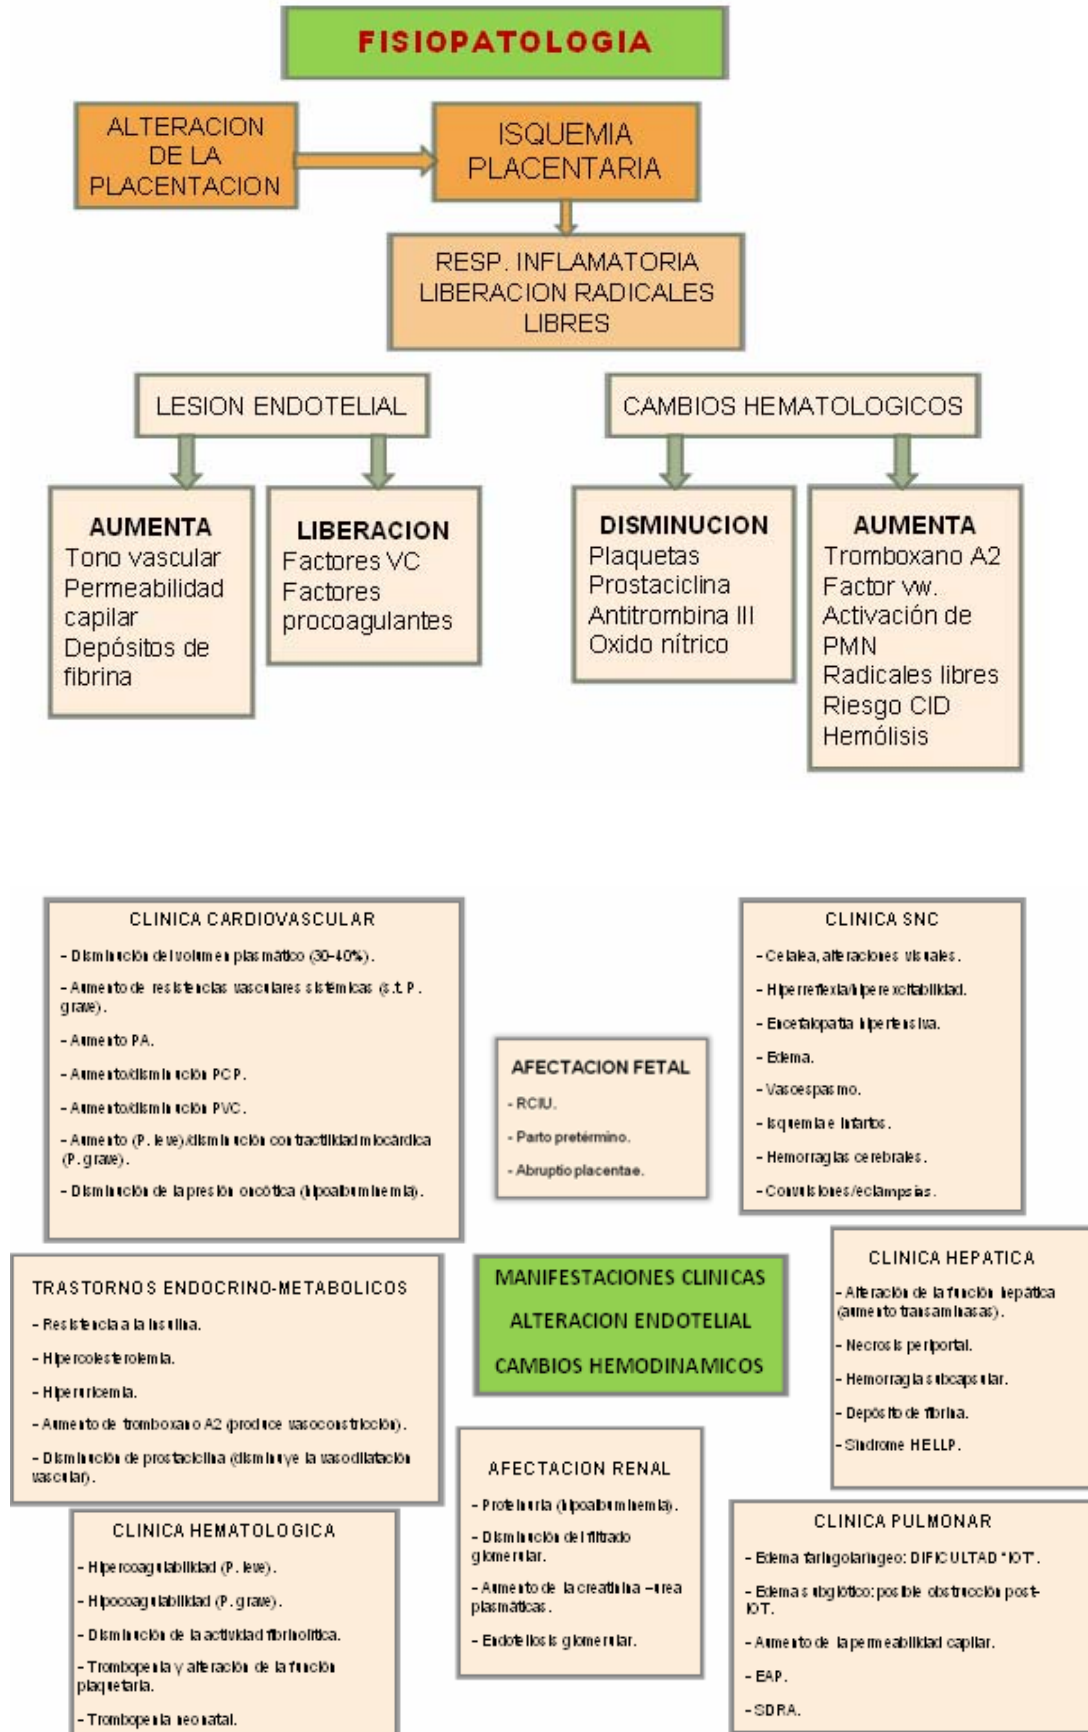 FISIOPATOLOGIA
ALTERACION
DE LA
PLACENTACION
ISQUEMIA
PLACENTARIA
RESP. INFLAMATORIA
LIBERACION RADICALES
LIBRES
LESION ENDOTELIAL
CAMBIOS HEMATOLOGICOS
AUMENTA
Tono vascular
Permeabilidad
capilar
Depósitos de
fibrina
LIBERACION
Factores VC
Factores
procoagulantes
DISMINUCION
Plaquetas
Prostaciclina
Antitrombina III
Oxido nítrico
AUMENTA
Tromboxano A2
Factor vw.
Activación de
PMN
Radicales libres
Riesgo CID
Hemólisis
CLINICA CARDIOVASCULAR
- Disminución del volumen plasmático (30-40%).
- Aumento de resistencias vasculares sistémicas (s.t. P.
grave).
- Aumento PA.
- Aumento/disminución PCP.
- Aumento/disminución PVC.
- Aumento (P. leve)/disminución contractilidad miocárdica
(P. grave).
- Disminución de la presión oncótica (hipoalbuminemia).
CLINICA SNC
- Cefalea, alteraciones visuales.
- Hiperreflexia/hiperexcitabilidad.
- Encefalopatía hipertensiva.
- Edema.
- Vasoespasmo.
- Isquemia e infartos.
- Hemorragias cerebrales.
- Convulsiones/eclampsias.
AFECTACION FETAL
- RCIU.
- Parto pretérmino.
- Abruptio placentae.
TRASTORNOS ENDOCRINO-METABOLICOS
- Resistencia a la insulina.
- Hipercolesterolemia.
- Hiperuricemia.
- Aumento de tromboxano A2 (produce vasoconstricción).
- Disminución de prostaciclina (disminuye la vasodilatación
vascular).
MANIFESTACIONES CLINICAS
ALTERACION ENDOTELIAL
CAMBIOS HEMODINAMICOS
CLINICA HEPATICA
- Alteración de la función hepática
(aumento transaminasas).
- Necrosis periportal.
- Hemorragia subcapsular.
- Depósito de fibrina.
- Síndrome HELLP.
AFECTACION RENAL
- Proteinuria (hipoalbuminemia).
- Disminución del filtrado
glomerular.
- Aumento de la creatinina –urea
plasmáticas.
- Endoteliosis glomerular.
CLINICA HEMATOLOGICA
- Hipercoagulabilidad (P. leve).
- Hipocoagulabilidad (P. grave).
- Disminución de la actividad fibrinolítica.
- Trombopenia y alteración de la función
plaquetaria.
- Trombopenia neonatal.
CLINICA PULMONAR
- Edema faringolaríngeo: DIFICULTAD "IOT".
- Edema subglótico: posible obstrucción post-
IOT.
- Aumento de la permeabilidad capilar.
- EAP.
- SDRA.